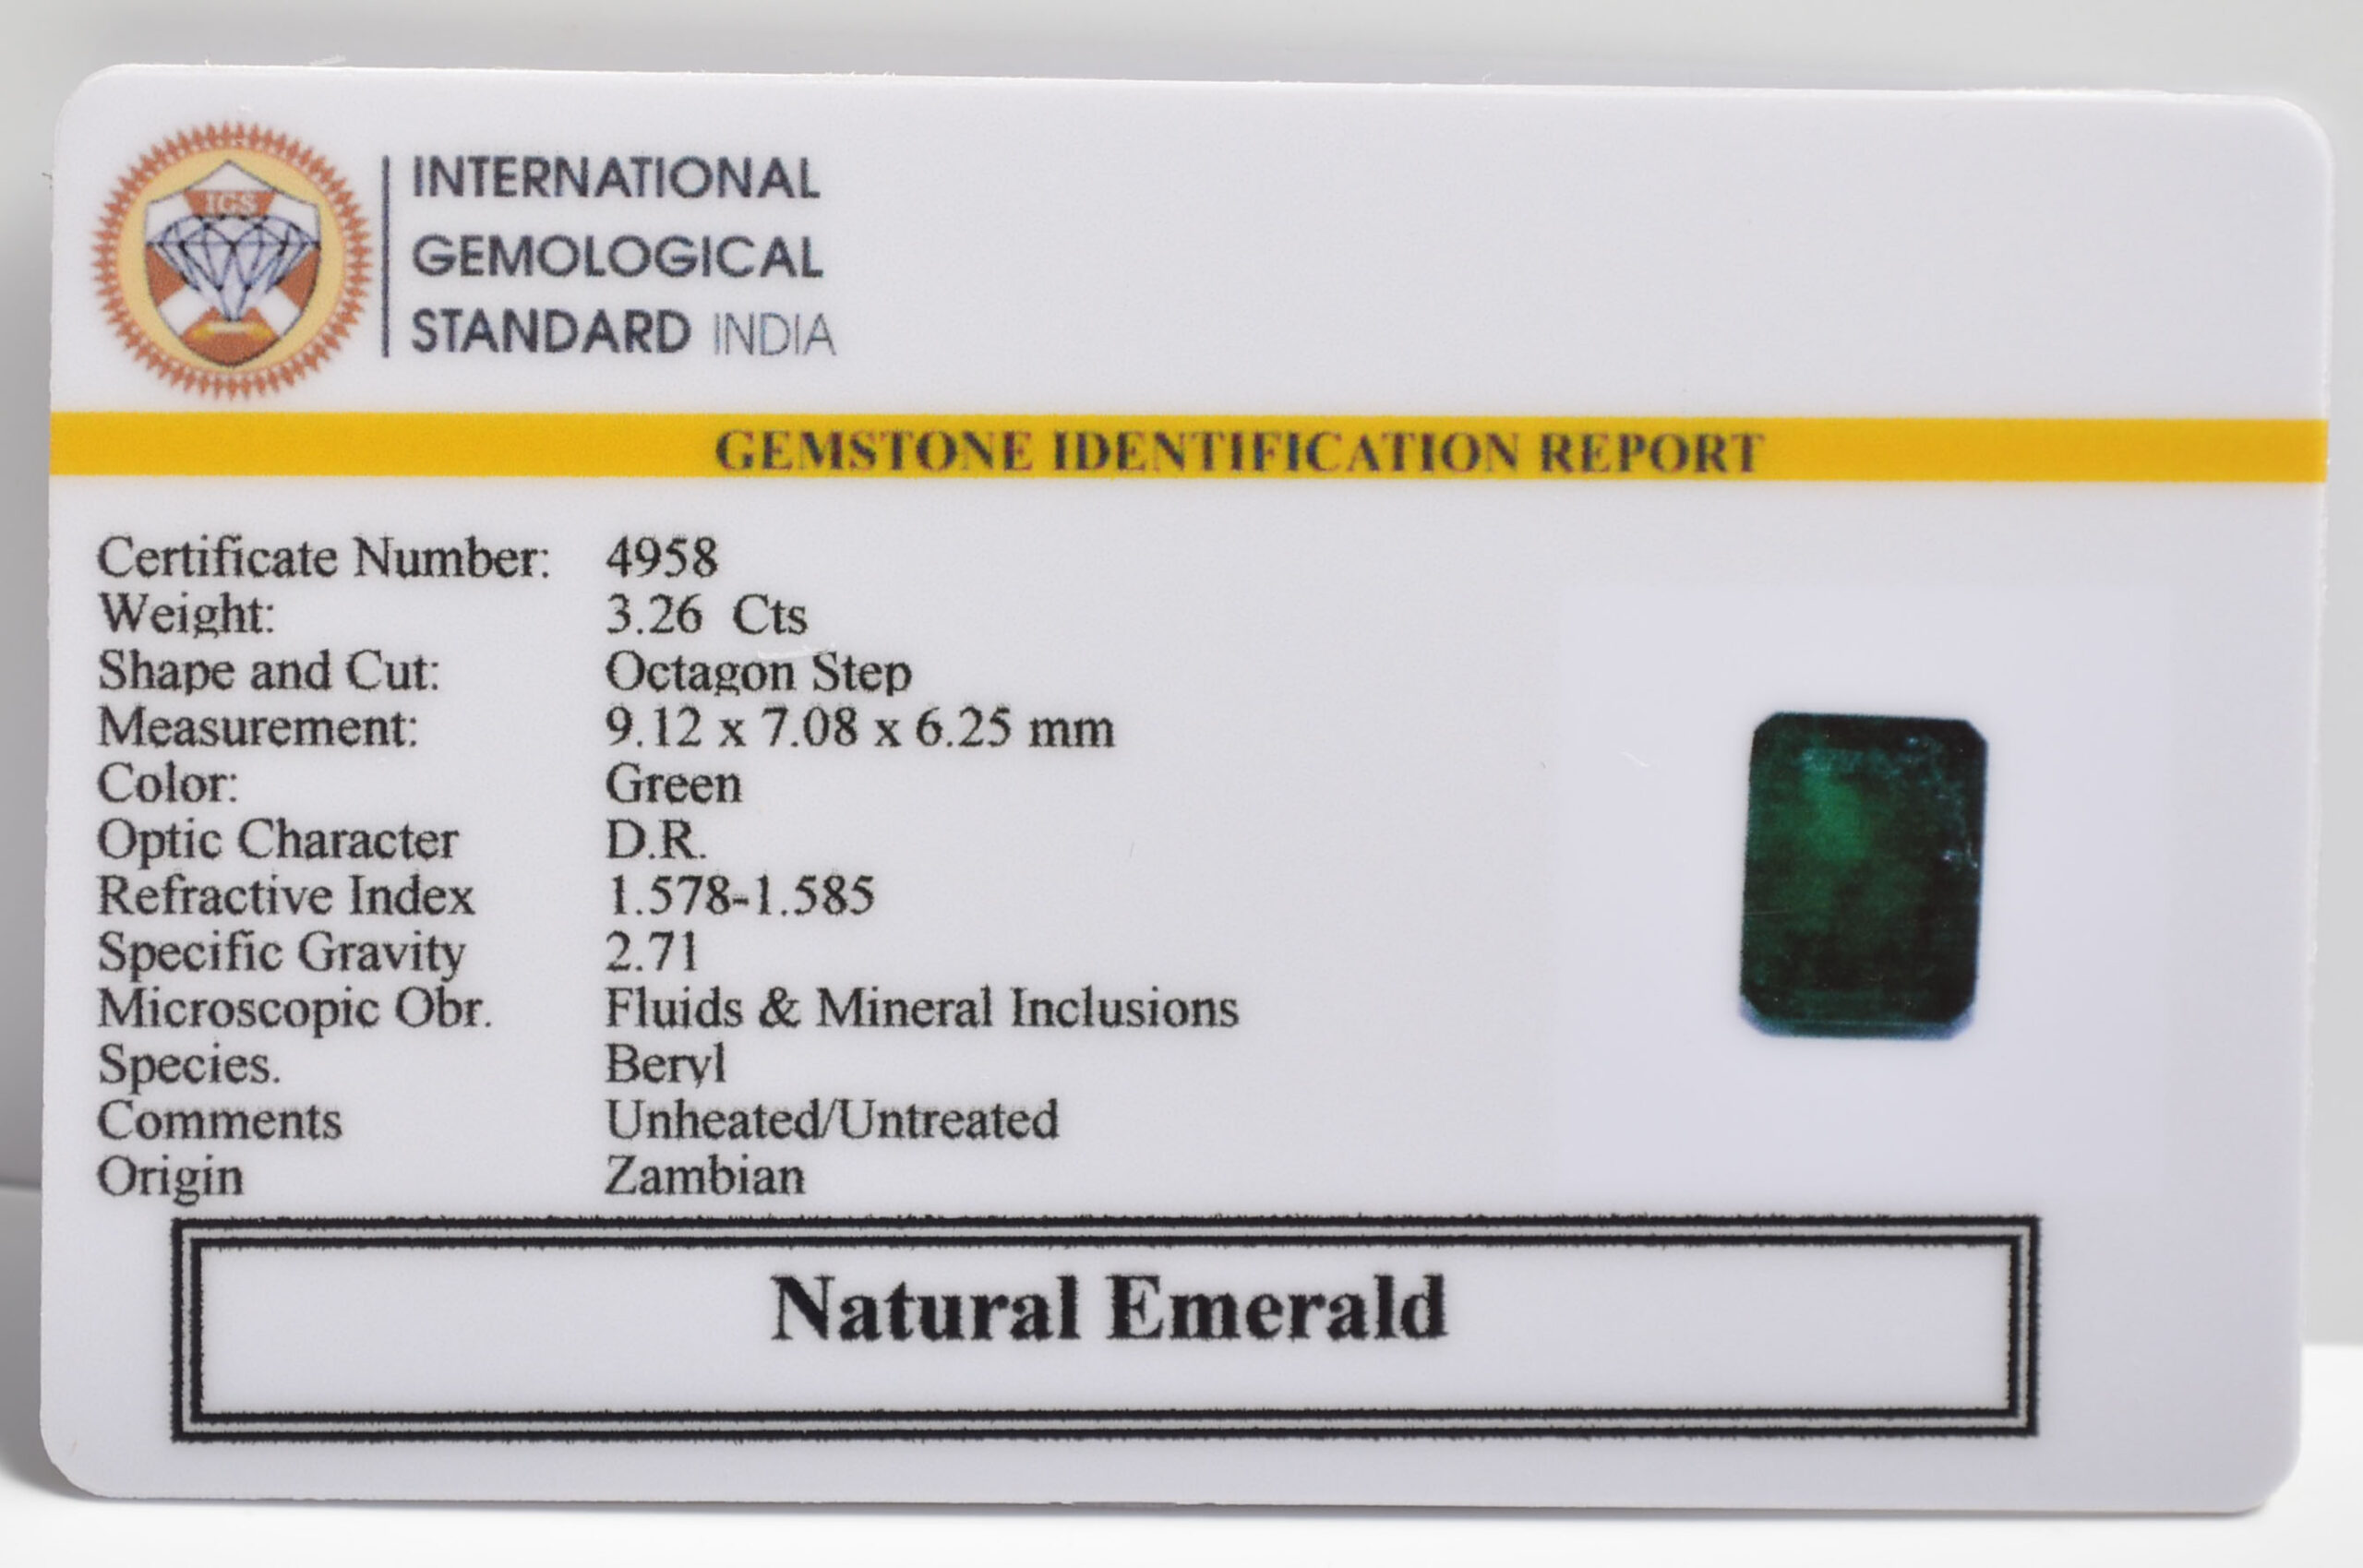 IGS
INTERNATIONAL
GEMOLOGICAL
STANDARD INDIA
GEMSTONE IDENTIFICATION REPORT
Certificate Number: 4958
Weight: 3.26 Cts
Shape and Cut: Octagon Step
Measurement: 9.12 x 7.08 x 6.25 mm
Color: Green
Optic Character D.R.
Refractive Index 1.578-1.585
Specific Gravity 2.71
Microscopic Obr. Fluids & Mineral Inclusions
Species. Beryl
Comments Unheated/Untreated
Origin Zambian
Natural Emerald